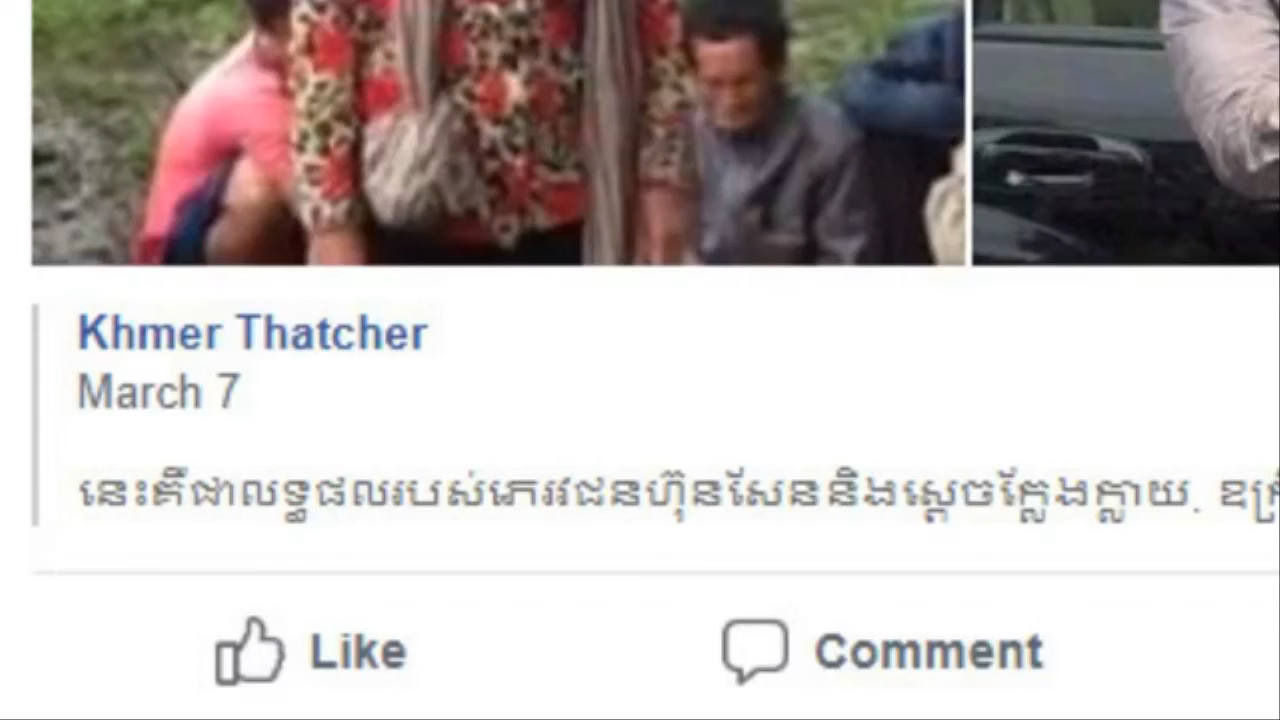 Khmer Thatcher
March 7
នេះគឺជាលទ្ធផលរបស់ភេរវជនហ៊ុនសែននិងស្តេចក្លែងក្លាយ.
Like
Comment